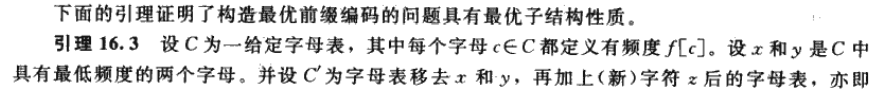 下面的引理证明了构造最优前缀编码的问题具有最优子结构性质。
引理 16.3 设 C 为一给定字母表，其中每个字母 c∈C 都定义有频度 f[c]。设 x 和 y 是 C 中
具有最低频度的两个字母。并设 C′为字母表移去 x 和 y，再加上(新)字符 z 后的字母表，亦即